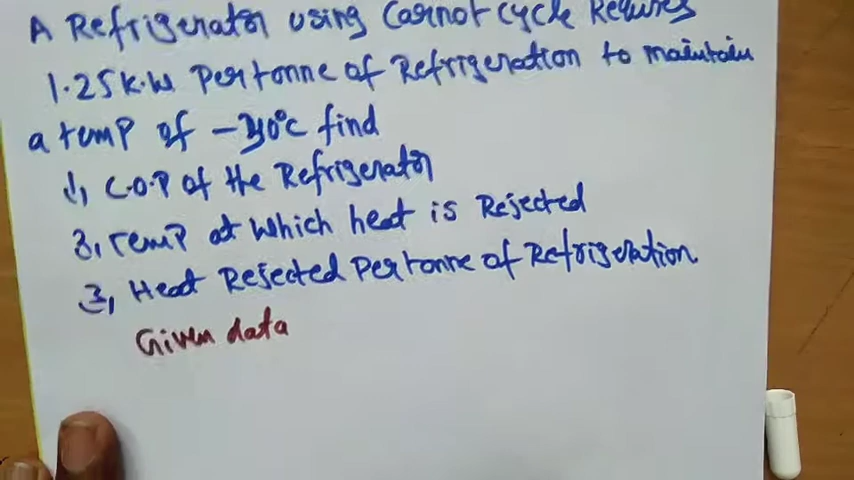 A Refrigerator using Carnot cycle Requires
1.25 K.W Per tonne of Refrigeration to maintain
a temp of -30°C find
1, C.O.P of the Refrigerator
2, Temp at which heat is Rejected
3, Heat Rejected Per tonne of Refrigeration
Given data